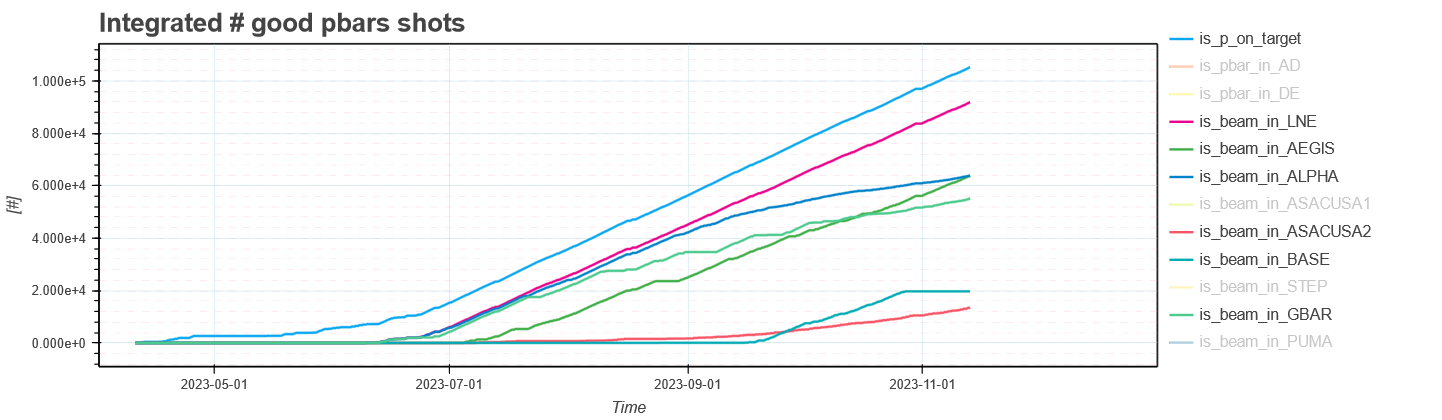 Integrated # good pbars shots
[#]
1.000e+5
8.000e+4
6.000e+4
4.000e+4
2.000e+4
0.000e+0
2023-05-01
2023-07-01
2023-09-01
2023-11-01
Time
is_p_on_target
is_pbar_in_AD
is_pbar_in_DE
is_beam_in_LNE
is_beam_in_AEGIS
is_beam_in_ALPHA
is_beam_in_ASACUSA1
is_beam_in_ASACUSA2
is_beam_in_BASE
is_beam_in_STEP
is_beam_in_GBAR
is_beam_in_PUMA